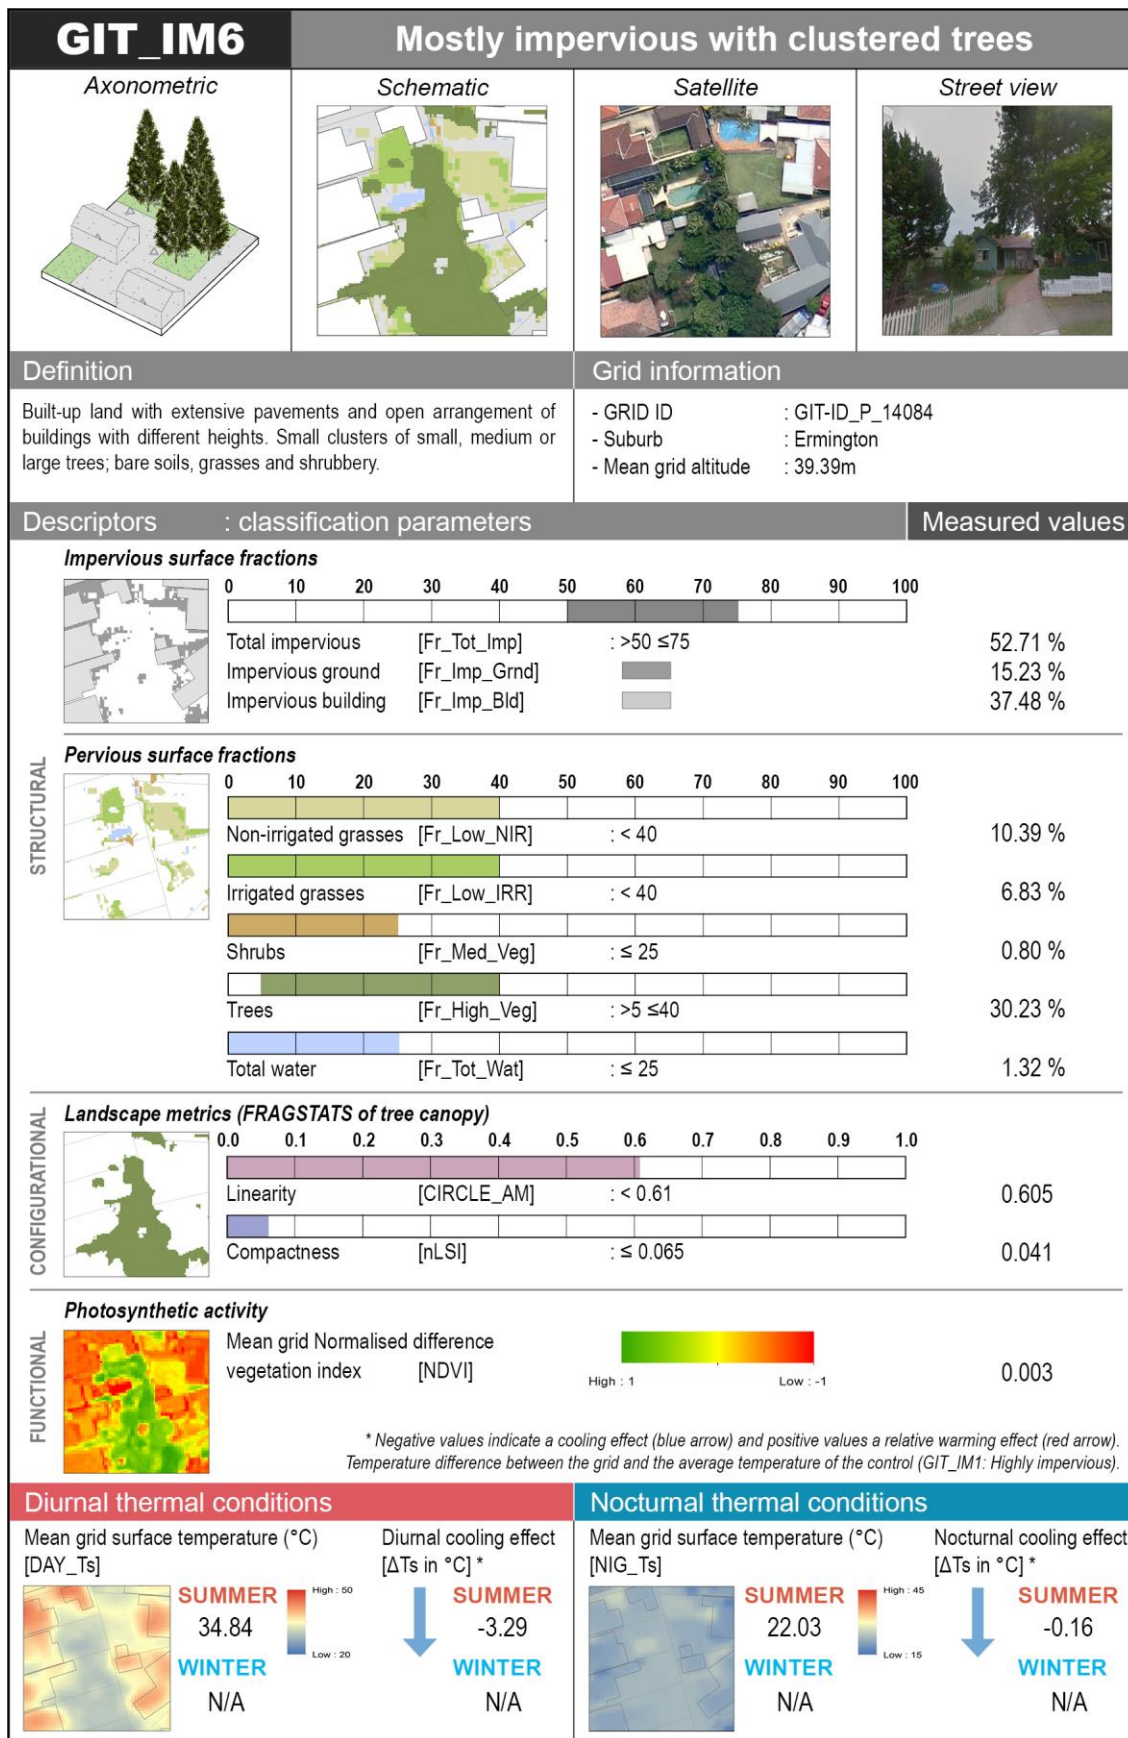 GIT_IM6
Mostly impervious with clustered trees
Axonometric
Schematic
Satellite
Street view
Definition
Built-up land with extensive pavements and open arrangement of
buildings with different heights. Small clusters of small, medium or
large trees; bare soils, grasses and shrubbery.
Grid information
- GRID ID : GIT-ID_P_14084
- Suburb : Ermington
- Mean grid altitude : 39.39m
Descriptors : classification parameters
Measured values
STRUCTURAL
Impervious surface fractions
0 10 20 30 40 50 60 70 80 90 100
Total impervious [Fr_Tot_Imp] : >50 ≤75 52.71 %
Impervious ground [Fr_Imp_Grnd] 15.23 %
Impervious building [Fr_Imp_Bld] 37.48 %
Pervious surface fractions
0 10 20 30 40 50 60 70 80 90 100
Non-irrigated grasses [Fr_Low_NIR] : < 40 10.39 %
Irrigated grasses [Fr_Low_IRR] : < 40 6.83 %
Shrubs [Fr_Med_Veg] : ≤ 25 0.80 %
Trees [Fr_High_Veg] : >5 ≤40 30.23 %
Total water [Fr_Tot_Wat] : ≤ 25 1.32 %
CONFIGURATIONAL
Landscape metrics (FRAGSTATS of tree canopy)
0.0 0.1 0.2 0.3 0.4 0.5 0.6 0.7 0.8 0.9 1.0
Linearity [CIRCLE_AM] : < 0.61 0.605
Compactness [nLSI] : ≤ 0.065 0.041
FUNCTIONAL
Photosynthetic activity
Mean grid Normalised difference
vegetation index [NDVI] 0.003
High : 1 Low : -1
* Negative values indicate a cooling effect (blue arrow) and positive values a relative warming effect (red arrow).
Temperature difference between the grid and the average temperature of the control (GIT_IM1: Highly impervious).
Diurnal thermal conditions
Mean grid surface temperature (°C)
[DAY_Ts]
SUMMER
34.84
WINTER
N/A
High : 50
Low : 20
Diurnal cooling effect
[ΔTs in °C] *
SUMMER
-3.29
WINTER
N/A
Nocturnal thermal conditions
Mean grid surface temperature (°C)
[NIG_Ts]
SUMMER
22.03
WINTER
N/A
High : 45
Low : 15
Nocturnal cooling effect
[ΔTs in °C] *
SUMMER
-0.16
WINTER
N/A